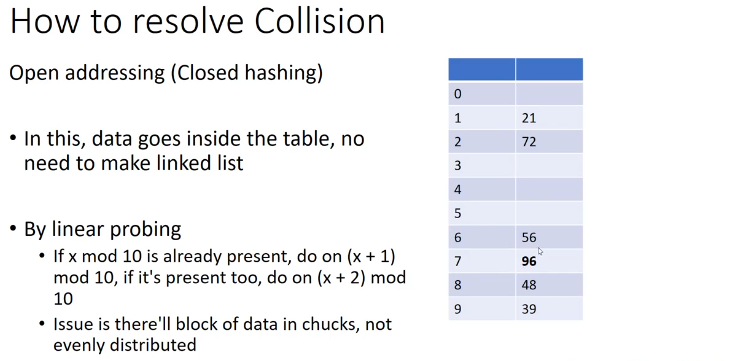 How to resolve Collision
Open addressing (Closed hashing)
• In this, data goes inside the table, no
need to make linked list
• By linear probing
• If x mod 10 is already present, do on (x + 1)
mod 10, if it's present too, do on (x + 2) mod
10
• Issue is there'll block of data in chucks, not
evenly distributed
0
1 21
2 72
3
4
5
6 56
7 96
8 48
9 39